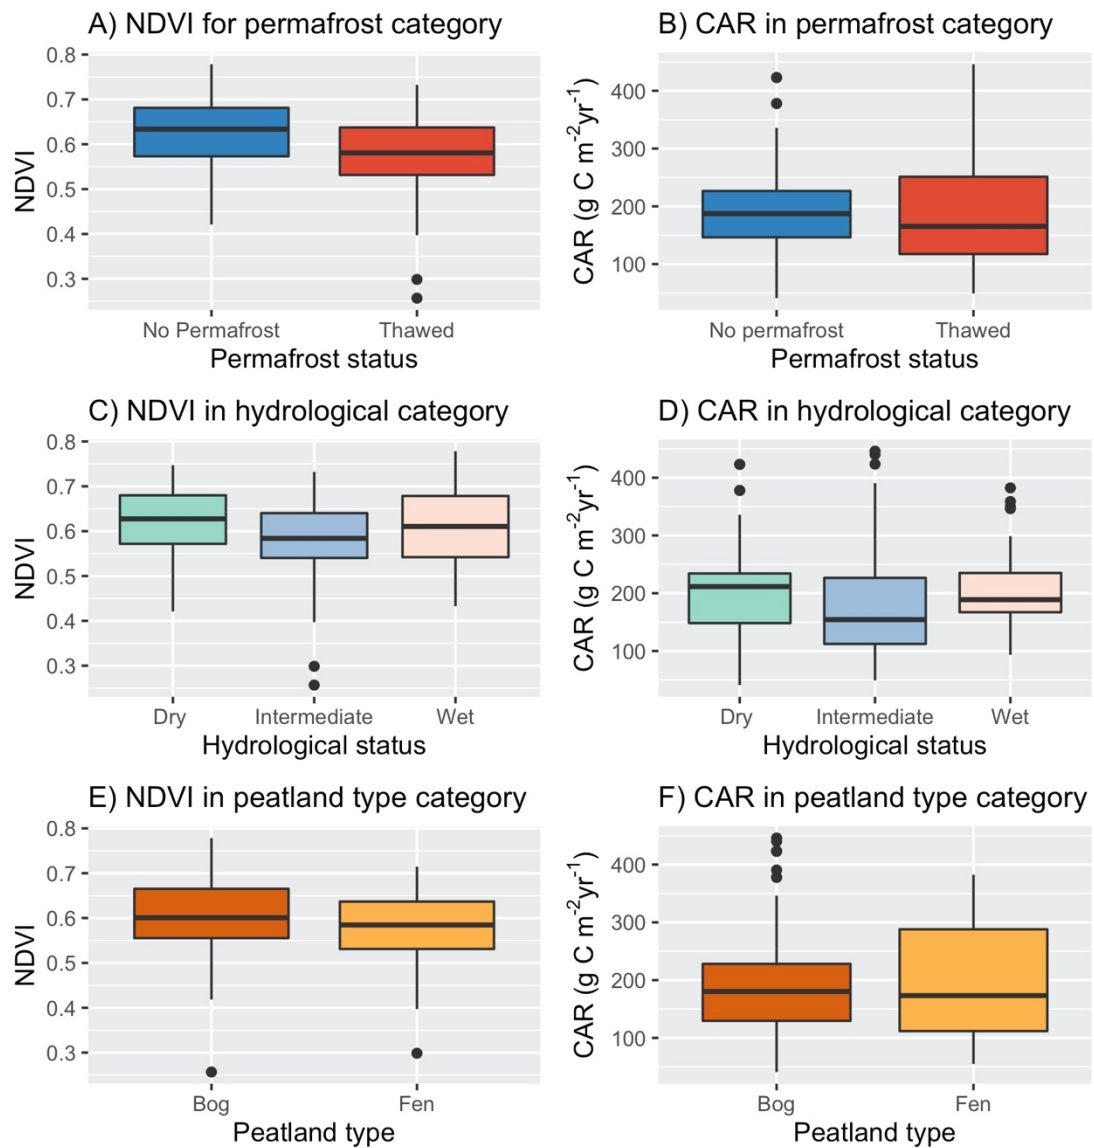 A) NDVI for permafrost category
NDVI
0.8
0.7
0.6
0.5
0.4
0.3
No Permafrost Thawed
Permafrost status
B) CAR in permafrost category
CAR (g C m⁻²yr⁻¹)
400
300
200
100
No permafrost Thawed
Permafrost status
C) NDVI in hydrological category
NDVI
0.8
0.7
0.6
0.5
0.4
0.3
Dry Intermediate Wet
Hydrological status
D) CAR in hydrological category
CAR (g C m⁻²yr⁻¹)
400
300
200
100
Dry Intermediate Wet
Hydrological status
E) NDVI in peatland type category
NDVI
0.8
0.7
0.6
0.5
0.4
0.3
Bog Fen
Peatland type
F) CAR in peatland type category
CAR (g C m⁻²yr⁻¹)
400
300
200
100
Bog Fen
Peatland type